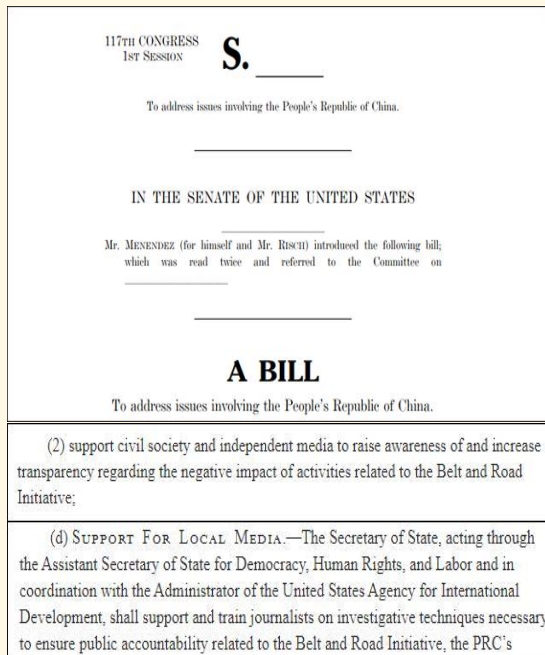 117TH CONGRESS
1ST SESSION
S.
To address issues involving the People's Republic of China.
IN THE SENATE OF THE UNITED STATES
Mr. MENENDEZ (for himself and Mr. RISCH) introduced the following bill;
which was read twice and referred to the Committee on
A BILL
To address issues involving the People's Republic of China.
(2) support civil society and independent media to raise awareness of and increase
transparency regarding the negative impact of activities related to the Belt and Road
Initiative;
(d) SUPPORT FOR LOCAL MEDIA.—The Secretary of State, acting through
the Assistant Secretary of State for Democracy, Human Rights, and Labor and in
coordination with the Administrator of the United States Agency for International
Development, shall support and train journalists on investigative techniques necessary
to ensure public accountability related to the Belt and Road Initiative, the PRC's